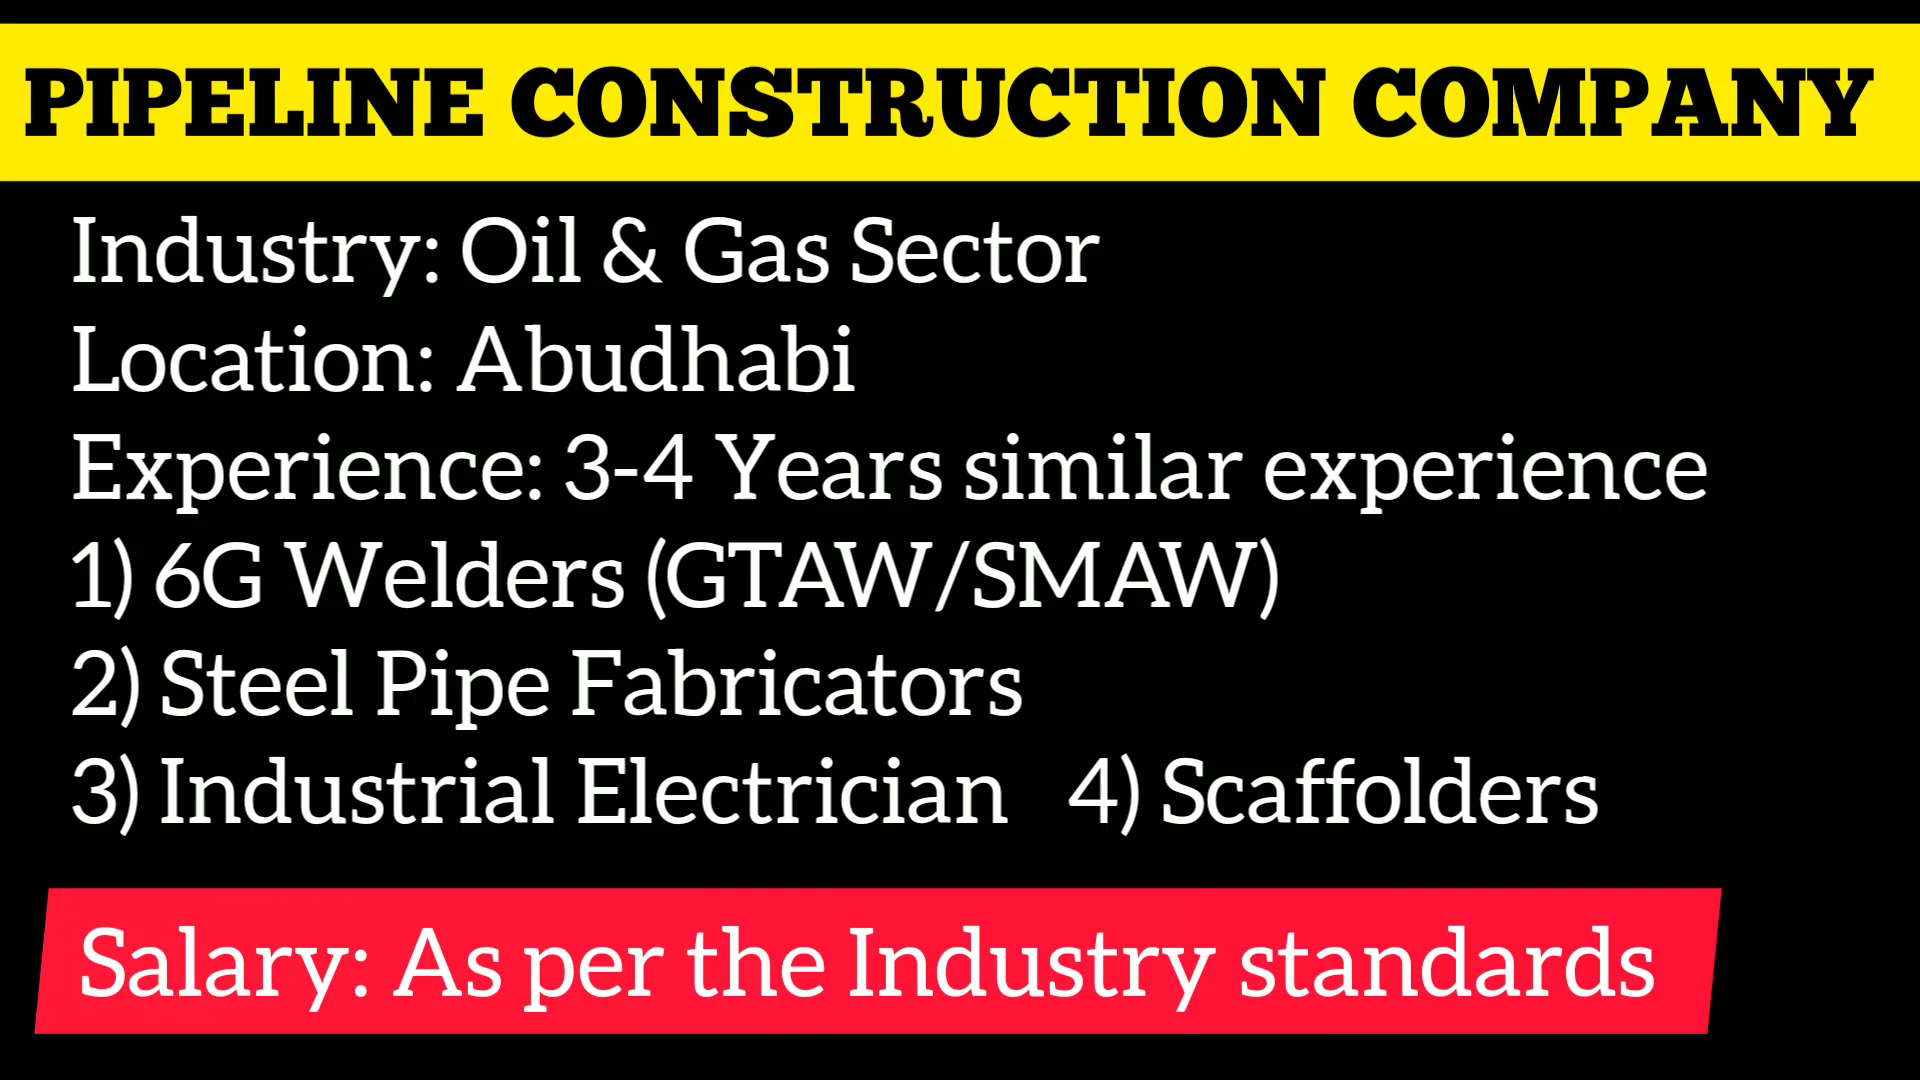 PIPELINE CONSTRUCTION COMPANY
Industry: Oil & Gas Sector
Location: Abudhabi
Experience: 3-4 Years similar experience
1) 6G Welders (GTAW/SMAW)
2) Steel Pipe Fabricators
3) Industrial Electrician 4) Scaffolders
Salary: As per the Industry standards